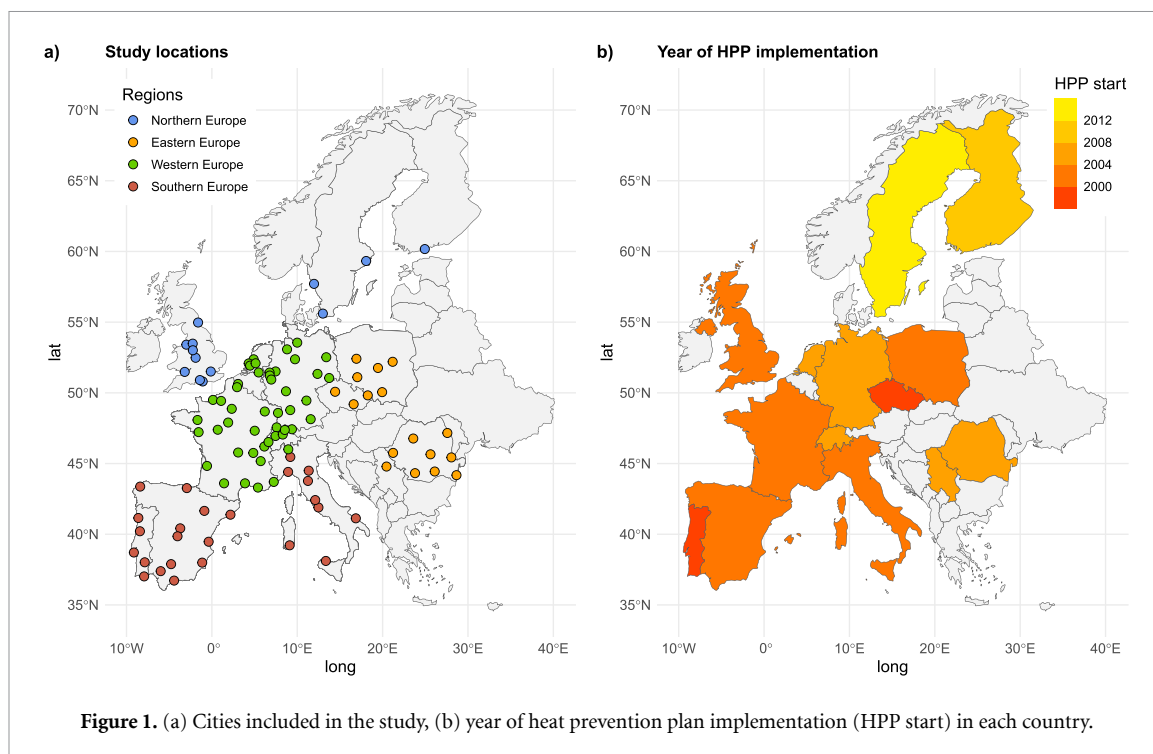 a) Study locations
Regions
Northern Europe
Eastern Europe
Western Europe
Southern Europe
70°N
65°N
60°N
55°N
50°N
45°N
40°N
35°N
lat
10°W 0° 10°E 20°E 30°E 40°E
long
b) Year of HPP implementation
HPP start
2012
2008
2004
2000
70°N
65°N
60°N
55°N
50°N
45°N
40°N
35°N
lat
10°W 0° 10°E 20°E 30°E 40°E
long
Figure 1. (a) Cities included in the study, (b) year of heat prevention plan implementation (HPP start) in each country.